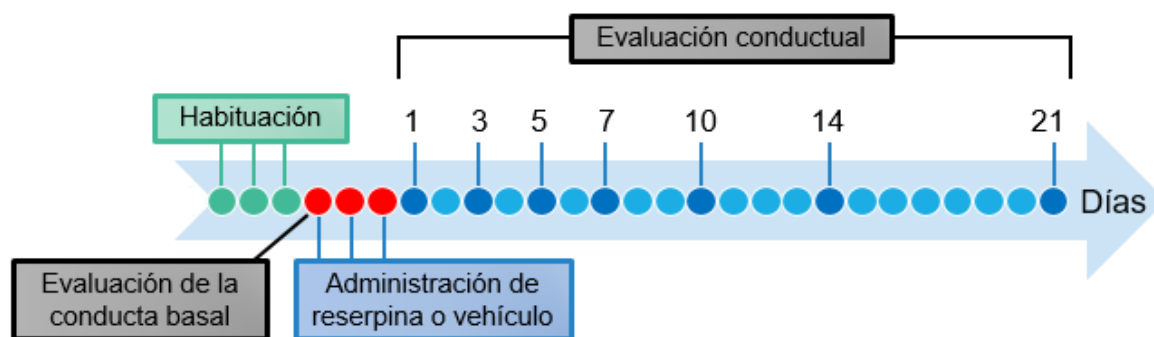 Evaluación conductual
Habituación
1 3 5 7 10 14 21
Días
Evaluación de la
conducta basal
Administración de
reserpina o vehículo